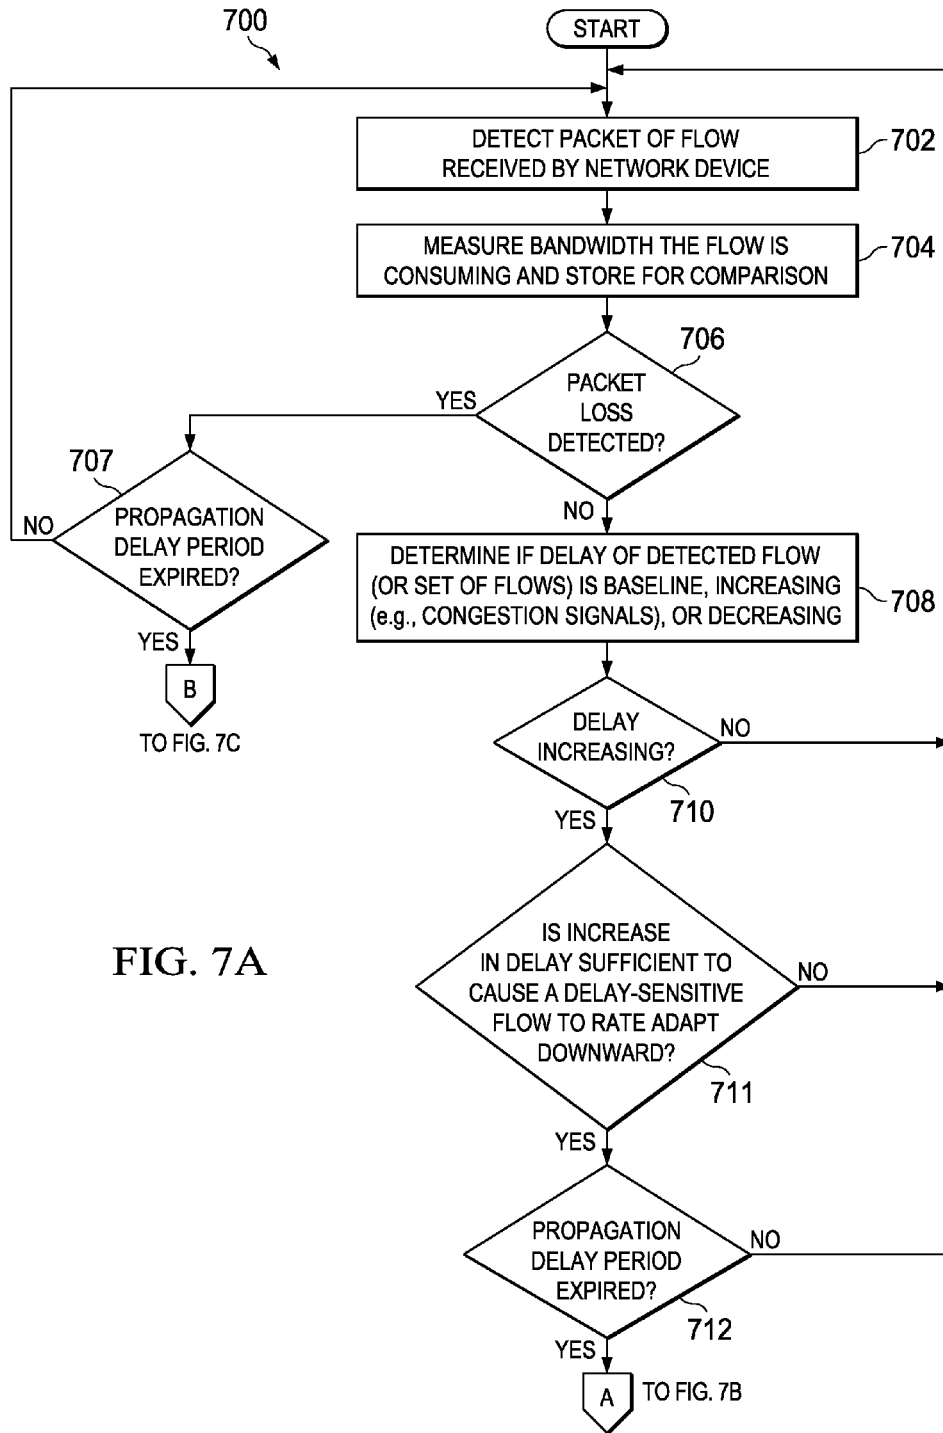 700
START
DETECT PACKET OF FLOW
RECEIVED BY NETWORK DEVICE
702
MEASURE BANDWIDTH THE FLOW IS
CONSUMING AND STORE FOR COMPARISON
704
706
PACKET
LOSS
DETECTED?
YES
NO
707
PROPAGATION
DELAY PERIOD
EXPIRED?
NO
YES
B
TO FIG. 7C
DETERMINE IF DELAY OF DETECTED FLOW
(OR SET OF FLOWS) IS BASELINE, INCREASING
(e.g., CONGESTION SIGNALS), OR DECREASING
708
DELAY
INCREASING?
NO
710
YES
IS INCREASE
IN DELAY SUFFICIENT TO
CAUSE A DELAY-SENSITIVE
FLOW TO RATE ADAPT
DOWNWARD?
NO
711
YES
FIG. 7A
PROPAGATION
DELAY PERIOD
EXPIRED?
NO
712
YES
A
TO FIG. 7B